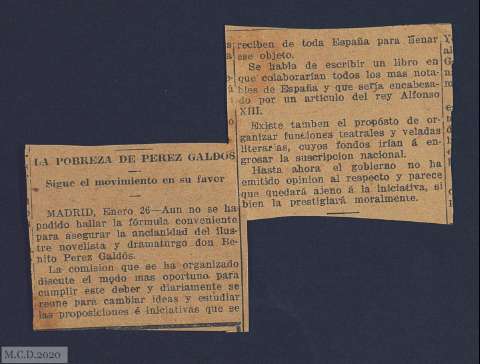 LA POBREZA DE PEREZ GALDÓS
Sigue el movimiento en su favor
MADRID, Enero 26—Aun no se ha
podido hallar la fórmula conveniente
para asegurar la ancianidad del ilus-
tre novelista y dramaturgo don Be-
nito Perez Galdós.
La comision que se ha organizado
discute el modo mas oportuno para
cumplir este deber y diariamente se
reune para cambiar ideas y estudiar
las proposiciones é iniciativas que se
reciben de toda España para llenar
ese objeto.
Se habla de escribir un libro en
que colaborarían todos los mas nota-
bles de España y que sería encabeza-
do por un artículo del rey Alfonso
XIII.
Existe tamben el propósito de or-
ganizar funciones teatrales y veladas
literarias, cuyos fondos irían á en-
grosar la suscripcion nacional.
Hasta ahora el gobierno no ha
emitido opinion al respecto y parece
que quedará ajeno á la iniciativa, si
bien la prestigiará moralmente.
M.C.D.2020